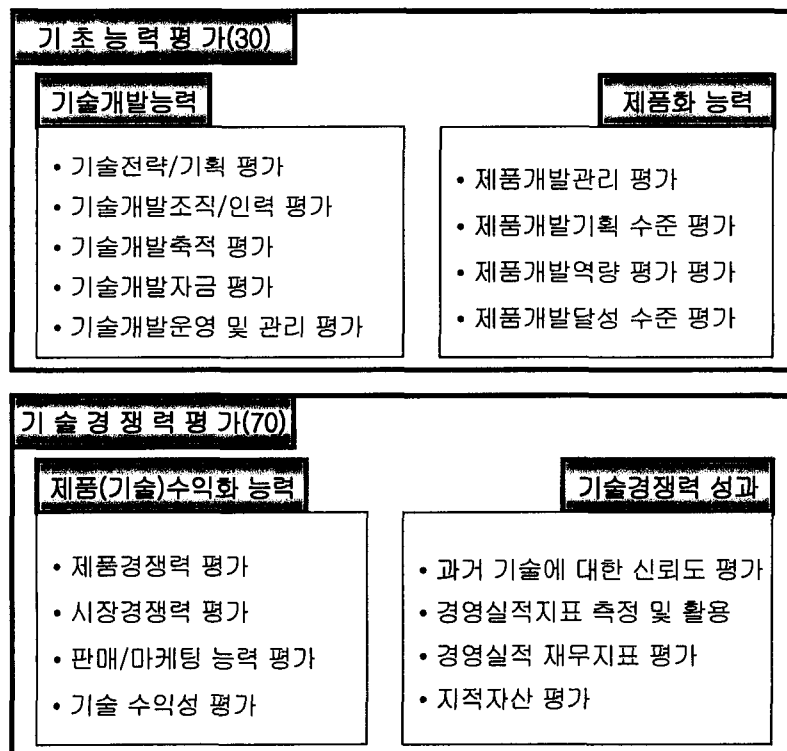 기 초 능 력 평 가(30)
기술개발능력
• 기술전략/기획 평가
• 기술개발조직/인력 평가
• 기술개발축적 평가
• 기술개발자금 평가
• 기술개발운영 및 관리 평가
제품화 능력
• 제품개발관리 평가
• 제품개발기획 수준 평가
• 제품개발역량 평가 평가
• 제품개발달성 수준 평가
기 술 경 쟁 력 평 가(70)
제품(기술)수익화 능력
• 제품경쟁력 평가
• 시장경쟁력 평가
• 판매/마케팅 능력 평가
• 기술 수익성 평가
기술경쟁력 성과
• 과거 기술에 대한 신뢰도 평가
• 경영실적지표 측정 및 활용
• 경영실적 재무지표 평가
• 지적자산 평가